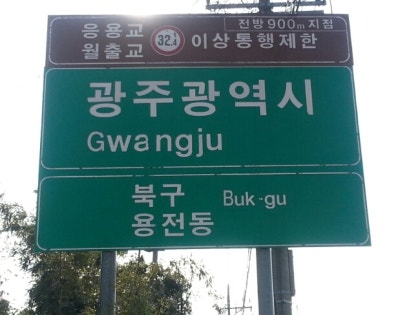 전방 900m 지점
응용교
월출교 32.4 이상통행제한
광주광역시
Gwangju
북구 Buk-gu
용전동